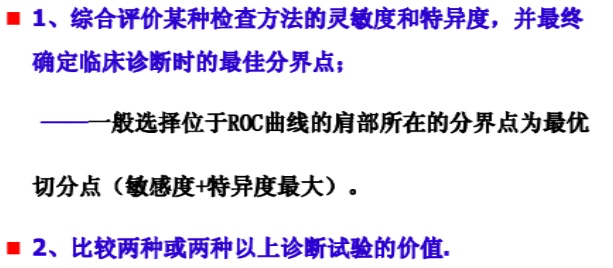 1、综合评价某种检查方法的灵敏度和特异度，并最终
确定临床诊断时的最佳分界点；
——一般选择位于ROC曲线的肩部所在的分界点为最优
切分点（敏感度+特异度最大）。
2、比较两种或两种以上诊断试验的价值.